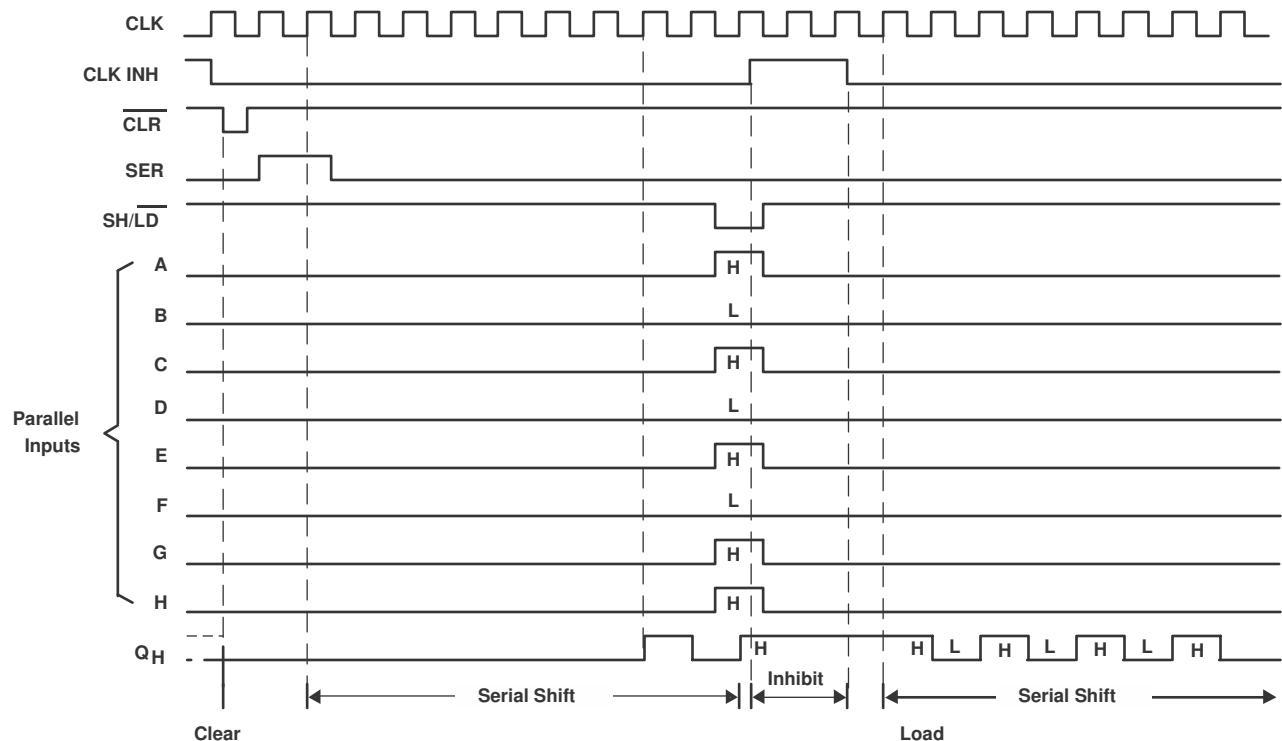 CLK
CLK INH
CLR
SER
SH/LD
A
H
B
L
C
H
D
L
Parallel
Inputs
E
H
F
L
G
H
H
H
QH
H
H
L
H
L
H
L
H
Serial Shift
Inhibit
Serial Shift
Clear
Load